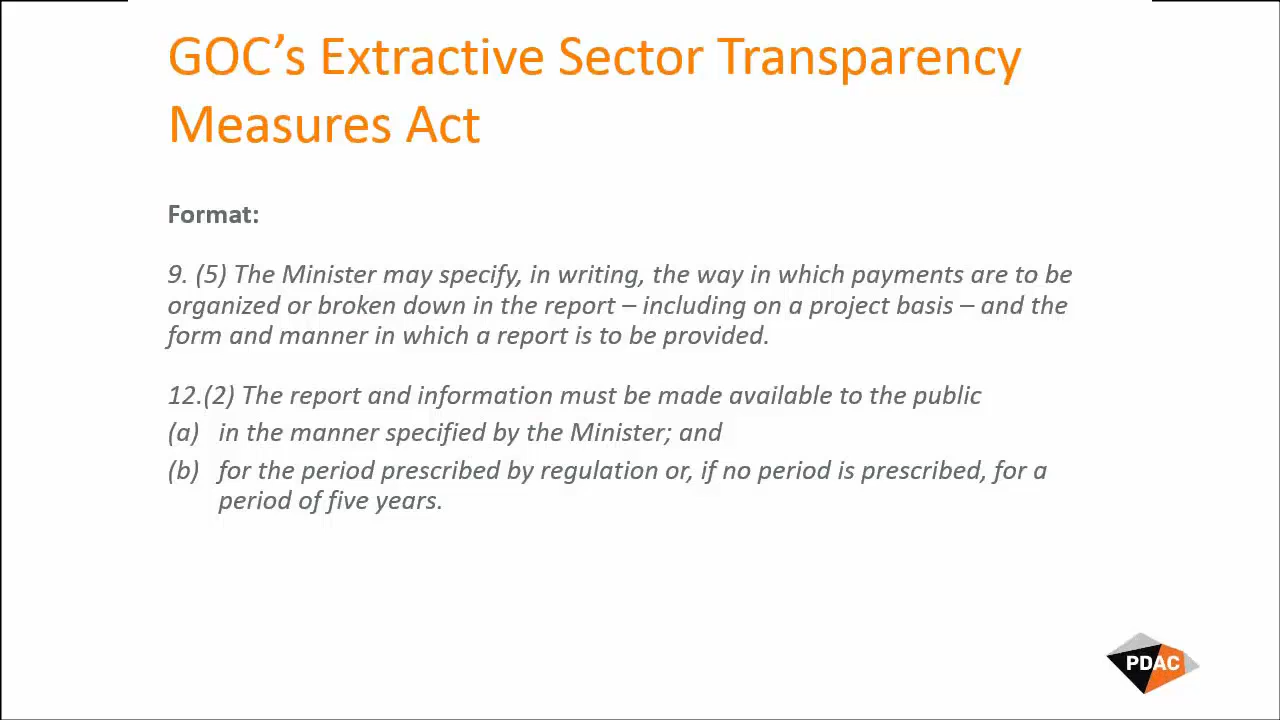 GOC’s Extractive Sector Transparency
Measures Act
Format:
9. (5) The Minister may specify, in writing, the way in which payments are to be
organized or broken down in the report – including on a project basis – and the
form and manner in which a report is to be provided.
12.(2) The report and information must be made available to the public
(a) in the manner specified by the Minister; and
(b) for the period prescribed by regulation or, if no period is prescribed, for a
period of five years.
PDAC